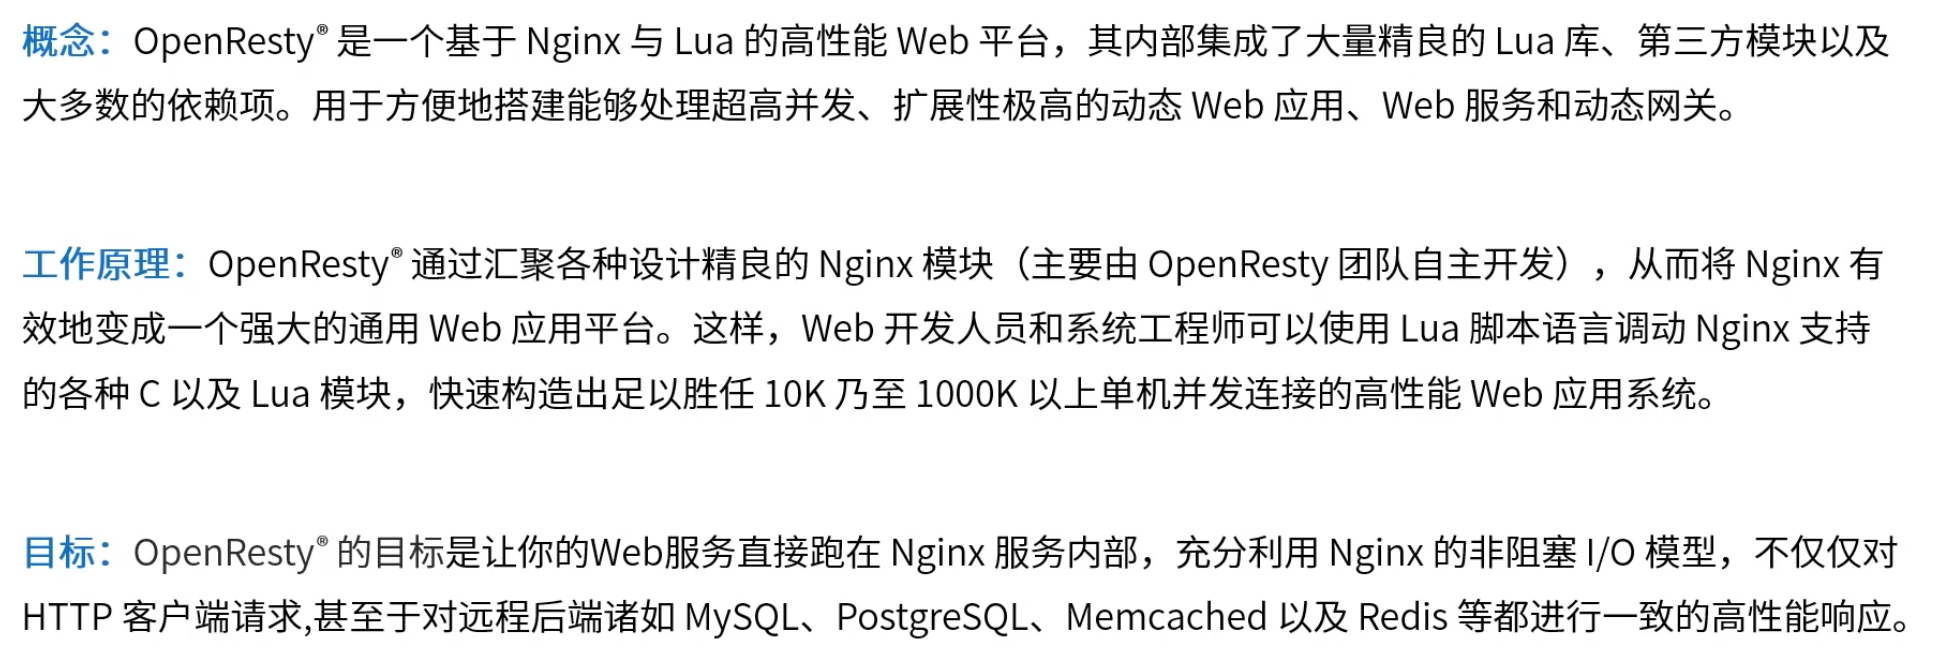 概念：OpenResty® 是一个基于 Nginx 与 Lua 的高性能 Web 平台，其内部集成了大量精良的 Lua 库、第三方模块以及
大多数的依赖项。用于方便地搭建能够处理超高并发、扩展性极高的动态 Web 应用、Web 服务和动态网关。
工作原理：OpenResty® 通过汇聚各种设计精良的 Nginx 模块（主要由 OpenResty 团队自主开发），从而将 Nginx 有
效地变成一个强大的通用 Web 应用平台。这样，Web 开发人员和系统工程师可以使用 Lua 脚本语言调动 Nginx 支持
的各种 C 以及 Lua 模块，快速构造出足以胜任 10K 乃至 1000K 以上单机并发连接的高性能 Web 应用系统。
目标：OpenResty® 的目标是让你的Web服务直接跑在 Nginx 服务内部，充分利用 Nginx 的非阻塞 I/O 模型，不仅仅对
HTTP 客户端请求,甚至于对远程后端诸如 MySQL、PostgreSQL、Memcached 以及 Redis 等都进行一致的高性能响应。